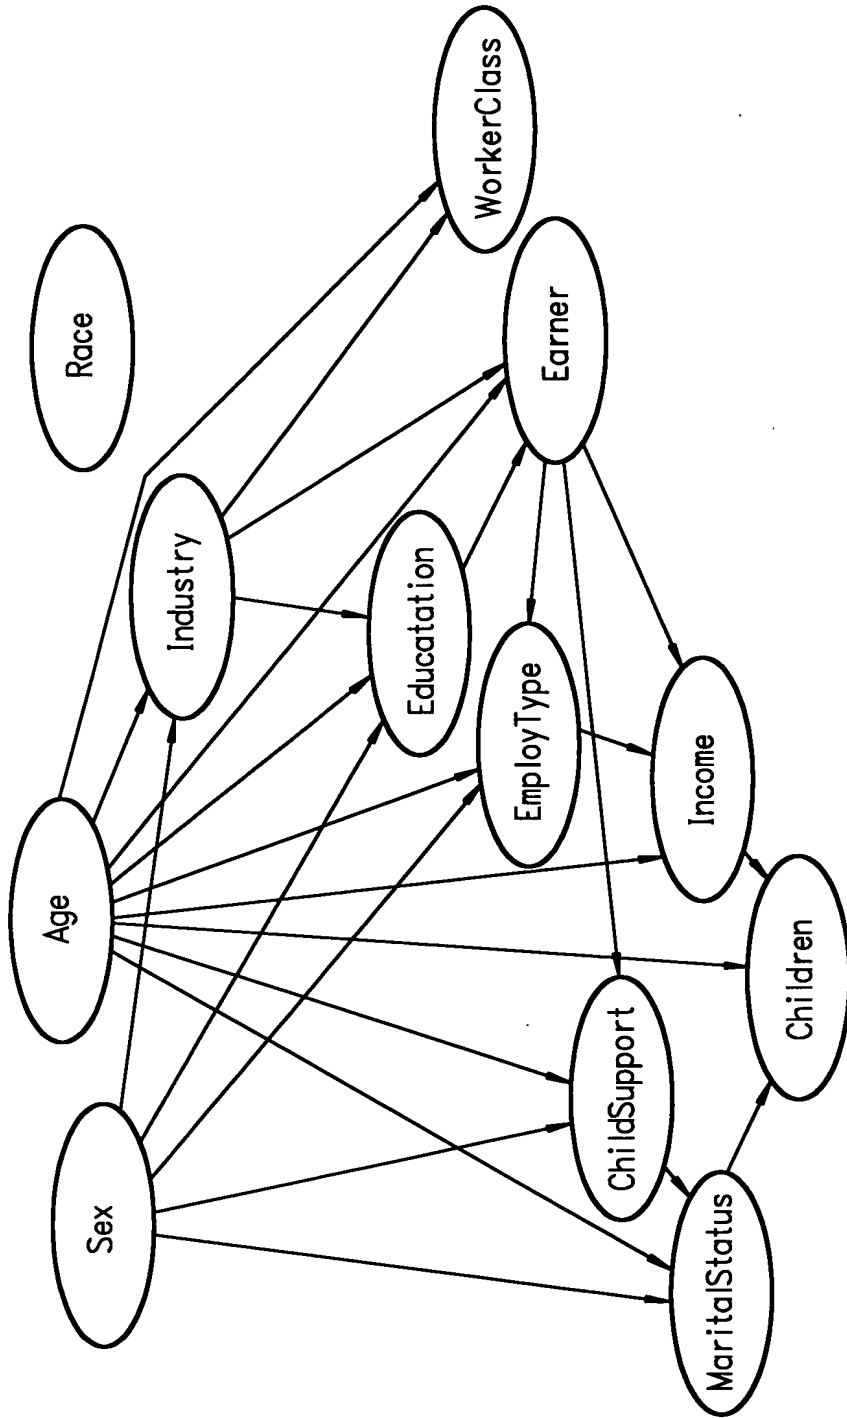 Age
Race
Sex
Industry
Educatation
EmployType
Earner
WorkerClass
ChildSupport
Income
MaritalStatus
Children